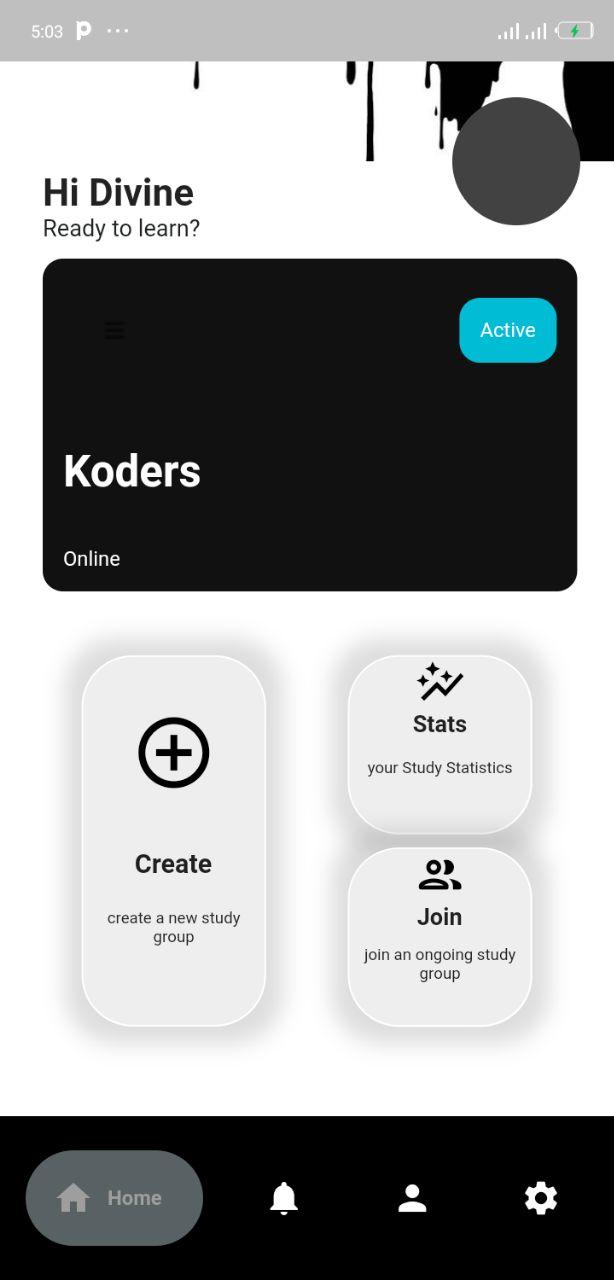 5:03
Hi Divine
Ready to learn?
Active
Koders
Online
Stats
your Study Statistics
Create
create a new study
group
Join
join an ongoing study
group
Home